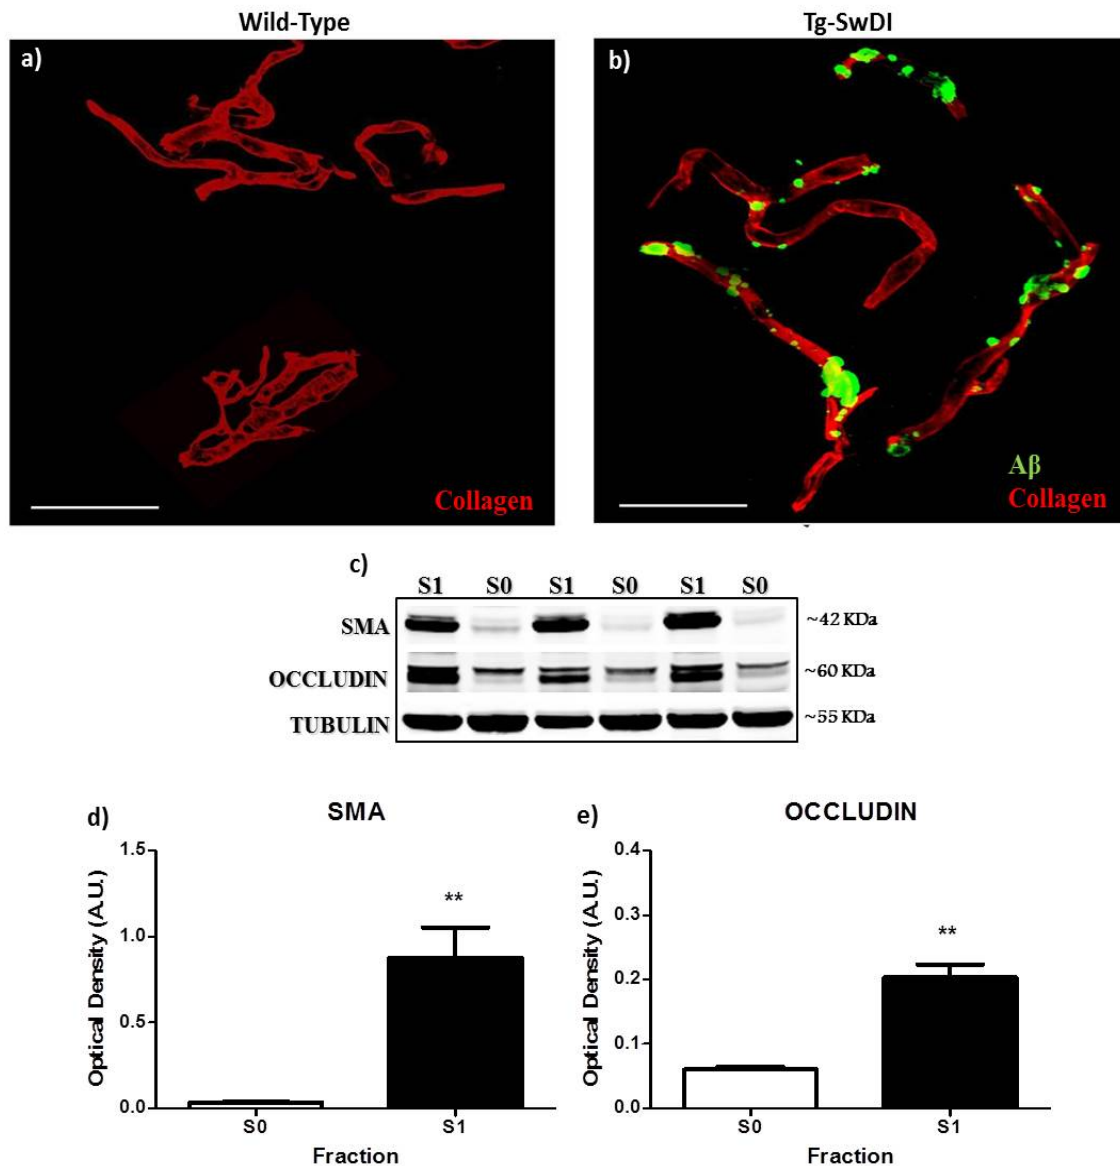 Wild-Type
Tg-SwDI
a)
b)
Collagen
Aβ
Collagen
c)
S1 S0 S1 S0 S1 S0
SMA
~42 KDa
OCCLUDIN
~60 KDa
TUBULIN
~55 KDa
d)
SMA
Optical Density (A.U.)
1.5
1.0
0.5
0.0
**
S0 S1
Fraction
e)
OCCLUDIN
Optical Density (A.U.)
0.4
0.3
0.2
0.1
0.0
**
S0 S1
Fraction